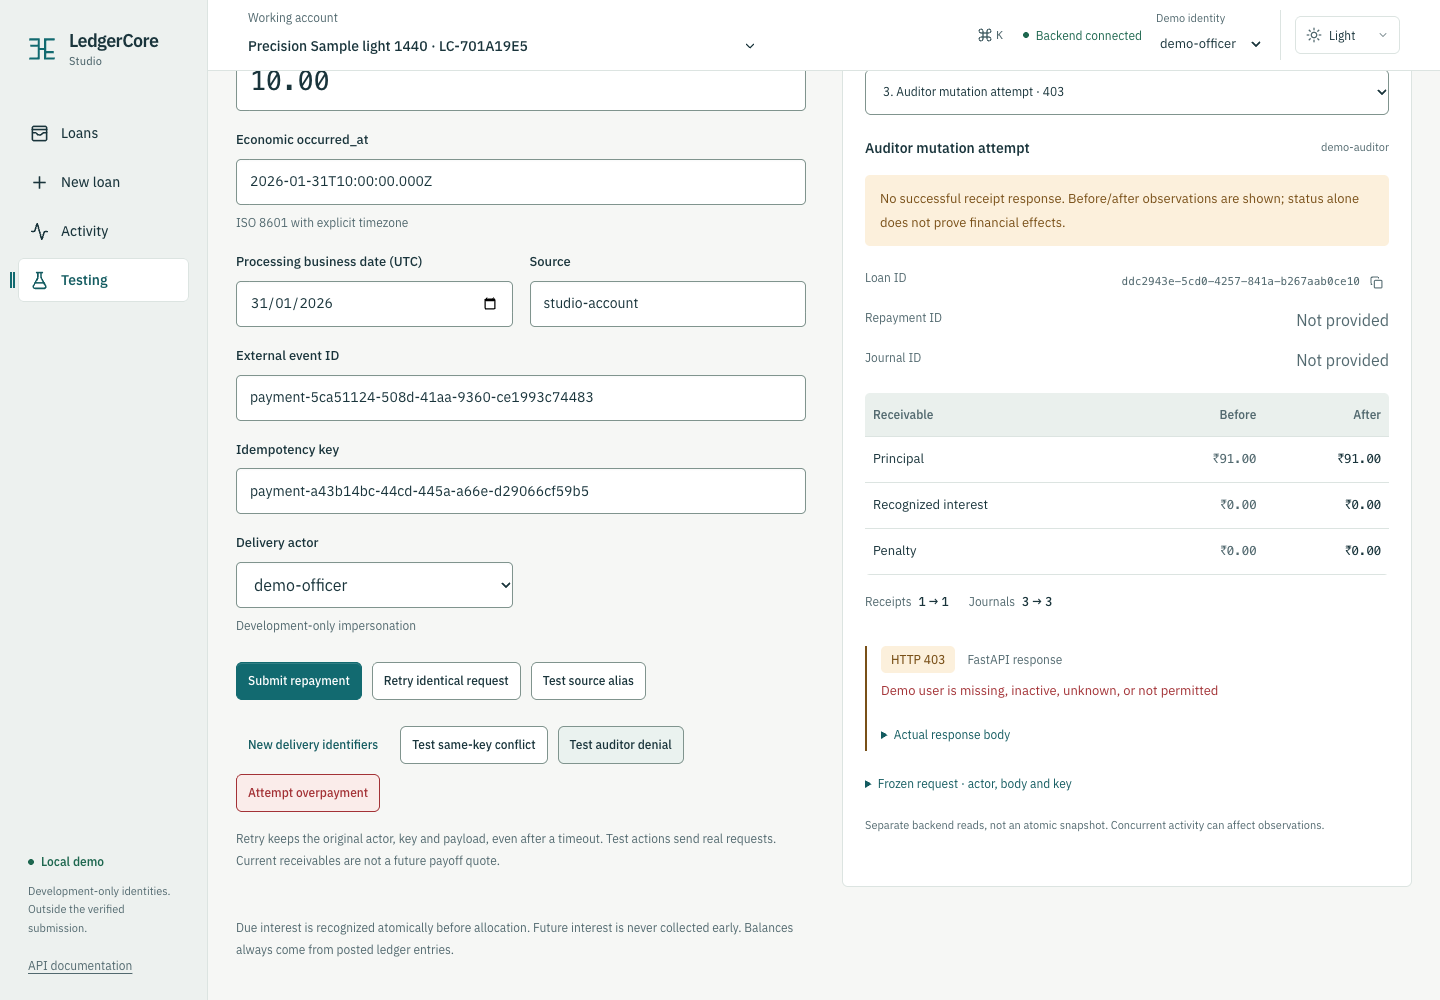 LedgerCore
Studio
Loans
New loan
Activity
Testing
Local demo
Development-only identities.
Outside the verified
submission.
API documentation
Working account
Precision Sample light 1440 · LC-701A19E5
⌘ K
Backend connected
Demo identity
demo-officer
Light
10.00
Economic occurred_at
2026-01-31T10:00:00.000Z
ISO 8601 with explicit timezone
Processing business date (UTC)
Source
31/01/2026
studio-account
External event ID
payment-5ca51124-508d-41aa-9360-ce1993c74483
Idempotency key
payment-a43b14bc-44cd-445a-a66e-d29066cf59b5
Delivery actor
demo-officer
Development-only impersonation
Submit repayment
Retry identical request
Test source alias
New delivery identifiers
Test same-key conflict
Test auditor denial
Attempt overpayment
Retry keeps the original actor, key and payload, even after a timeout. Test actions send real requests.
Current receivables are not a future payoff quote.
Due interest is recognized atomically before allocation. Future interest is never collected early. Balances
always come from posted ledger entries.
3. Auditor mutation attempt · 403
Auditor mutation attempt
demo-auditor
No successful receipt response. Before/after observations are shown; status alone
does not prove financial effects.
Loan ID
ddc2943e-5cd0-4257-841a-b267aab0ce10
Repayment ID
Not provided
Journal ID
Not provided
Receivable Before After
Principal ₹91.00 ₹91.00
Recognized interest ₹0.00 ₹0.00
Penalty ₹0.00 ₹0.00
Receipts 1 → 1 Journals 3 → 3
HTTP 403 FastAPI response
Demo user is missing, inactive, unknown, or not permitted
Actual response body
Frozen request · actor, body and key
Separate backend reads, not an atomic snapshot. Concurrent activity can affect observations.